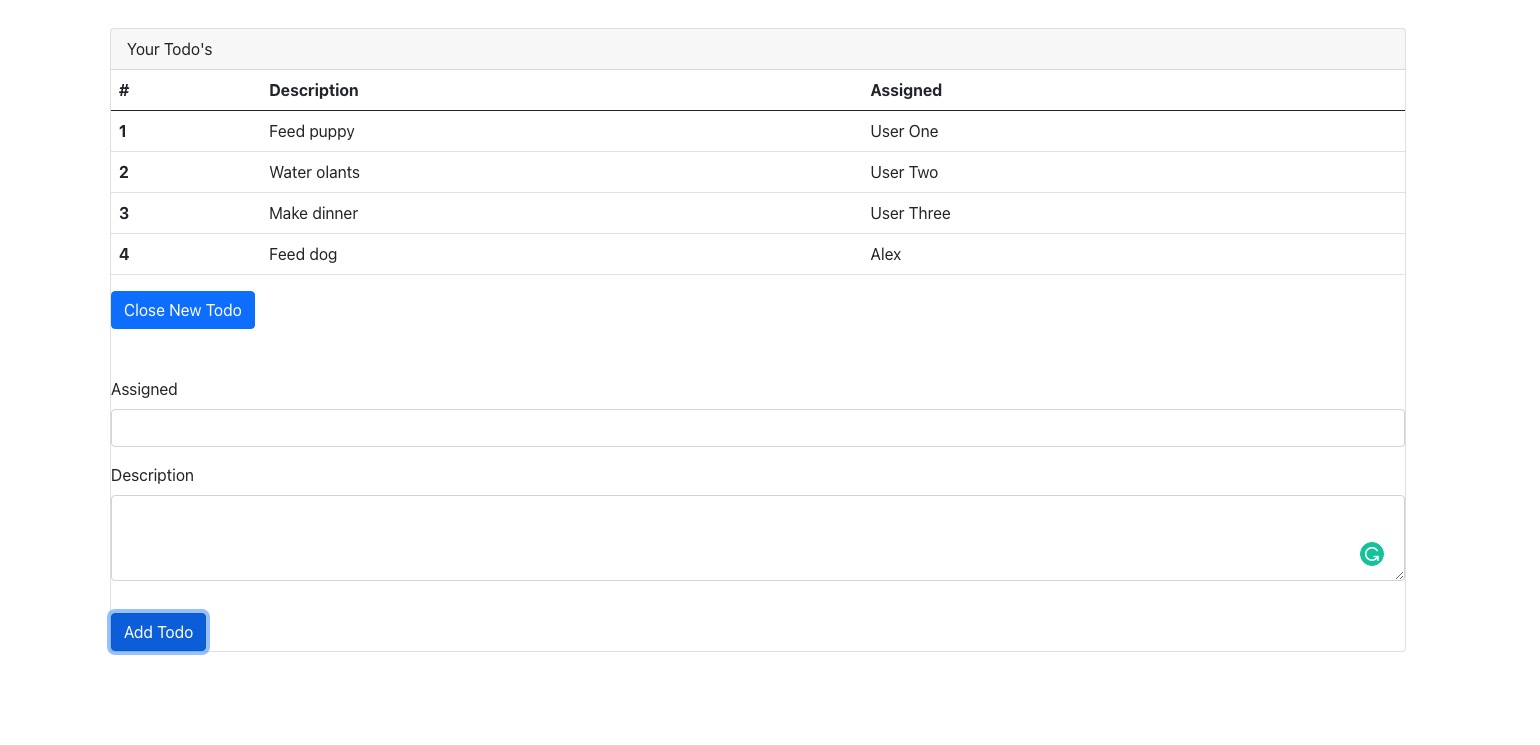 Your Todo's
# Description Assigned
1 Feed puppy User One
2 Water olants User Two
3 Make dinner User Three
4 Feed dog Alex
Close New Todo
Assigned
Description
Add Todo